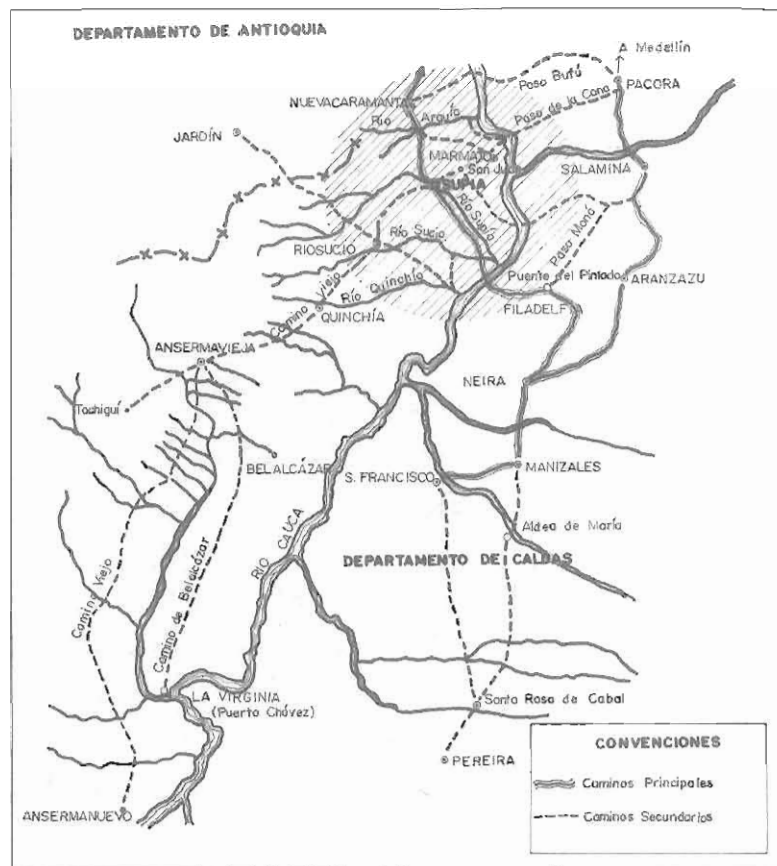 DEPARTAMENTO DE ANTIOQUIA
A Medellín
Paso Bufú
PACORA
NUEVACARAMANTA
Río Arquía
Paso de la Cana
JARDÍN
MARMATO
San Juan
SALAMINA
SUPIA
Río Supía
RIOSUCIO
Río Sucio
Paso Moná
Río Quinchía
Puente del Pintado
ARANZAZU
Camino Viejo
QUINCHÍA
FILADELFIA
ANSERMAVIEJA
NEIRA
Tachiguí
BELALCÁZAR
S. FRANCISCO
MANIZALES
Aldea de María
RÍO CAUCA
DEPARTAMENTO DE CALDAS
Camino Viejo
Camino de Belalcázar
LA VIRGINIA
(Puerto Chávez)
Santa Rosa de Cabal
PEREIRA
ANSERMANUEVO
CONVENCIONES
Caminos Principales
Caminos Secundarios